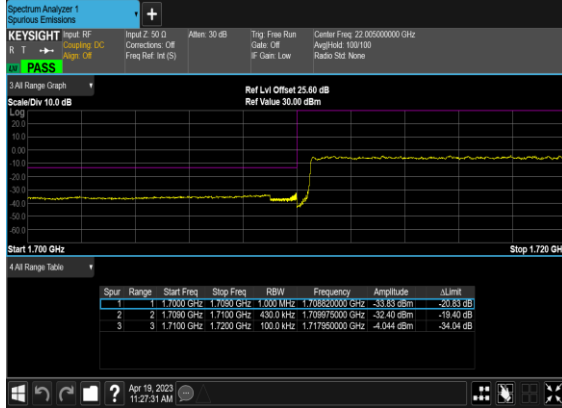 Spectrum Analyzer 1
Spurious Emissions
+
KEYSIGHT Input: RF Input Z: 50 Ω Atten: 30 dB Trig: Free Run Center Freq: 22.005000000 GHz
R T Coupling: DC Corrections: Off Gate: Off Avg|Hold: 100/100
Align: Off Freq Ref: Int (S) IF Gain: Low Radio Std: None
PASS
3 All Range Graph
Ref Lvl Offset 25.60 dB
Scale/Div 10.0 dB Ref Value 30.00 dBm
Log
20.0
10.0
0.00
-10.0
-20.0
-30.0
-40.0
-50.0
-60.0
Start 1.700 GHz Stop 1.720 GH
4 All Range Table
Spur Range Start Freq Stop Freq RBW Frequency Amplitude ΔLimit
1 1 1.7000 GHz 1.7090 GHz 1.000 MHz 1.708820000 GHz -33.83 dBm -20.83 dB
2 2 1.7090 GHz 1.7100 GHz 430.0 kHz 1.709975000 GHz -32.40 dBm -19.40 dB
3 3 1.7100 GHz 1.7200 GHz 100.0 kHz 1.717950000 GHz -4.044 dBm -34.04 dB
? Apr 19, 2023
11:27:31 AM